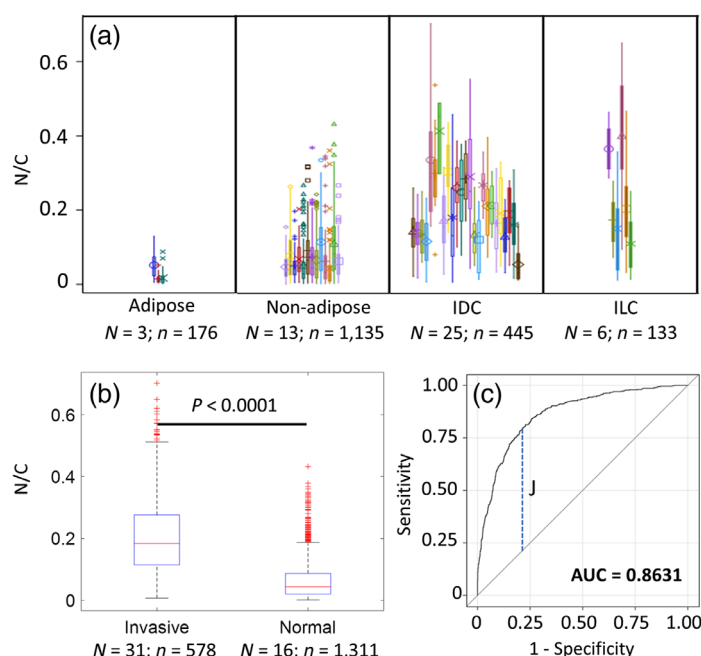 (a)
0.6
0.4
0.2
0
N/C
Adipose Non-adipose IDC ILC
N = 3; n = 176 N = 13; n = 1,135 N = 25; n = 445 N = 6; n = 133
(b)
P < 0.0001
0.6
0.4
0.2
0
N/C
Invasive Normal
N = 31; n = 578 N = 16; n = 1,311
(c)
1.00
0.75
0.50
0.25
0
Sensitivity
J
AUC = 0.8631
0 0.25 0.50 0.75 1.00
1 - Specificity